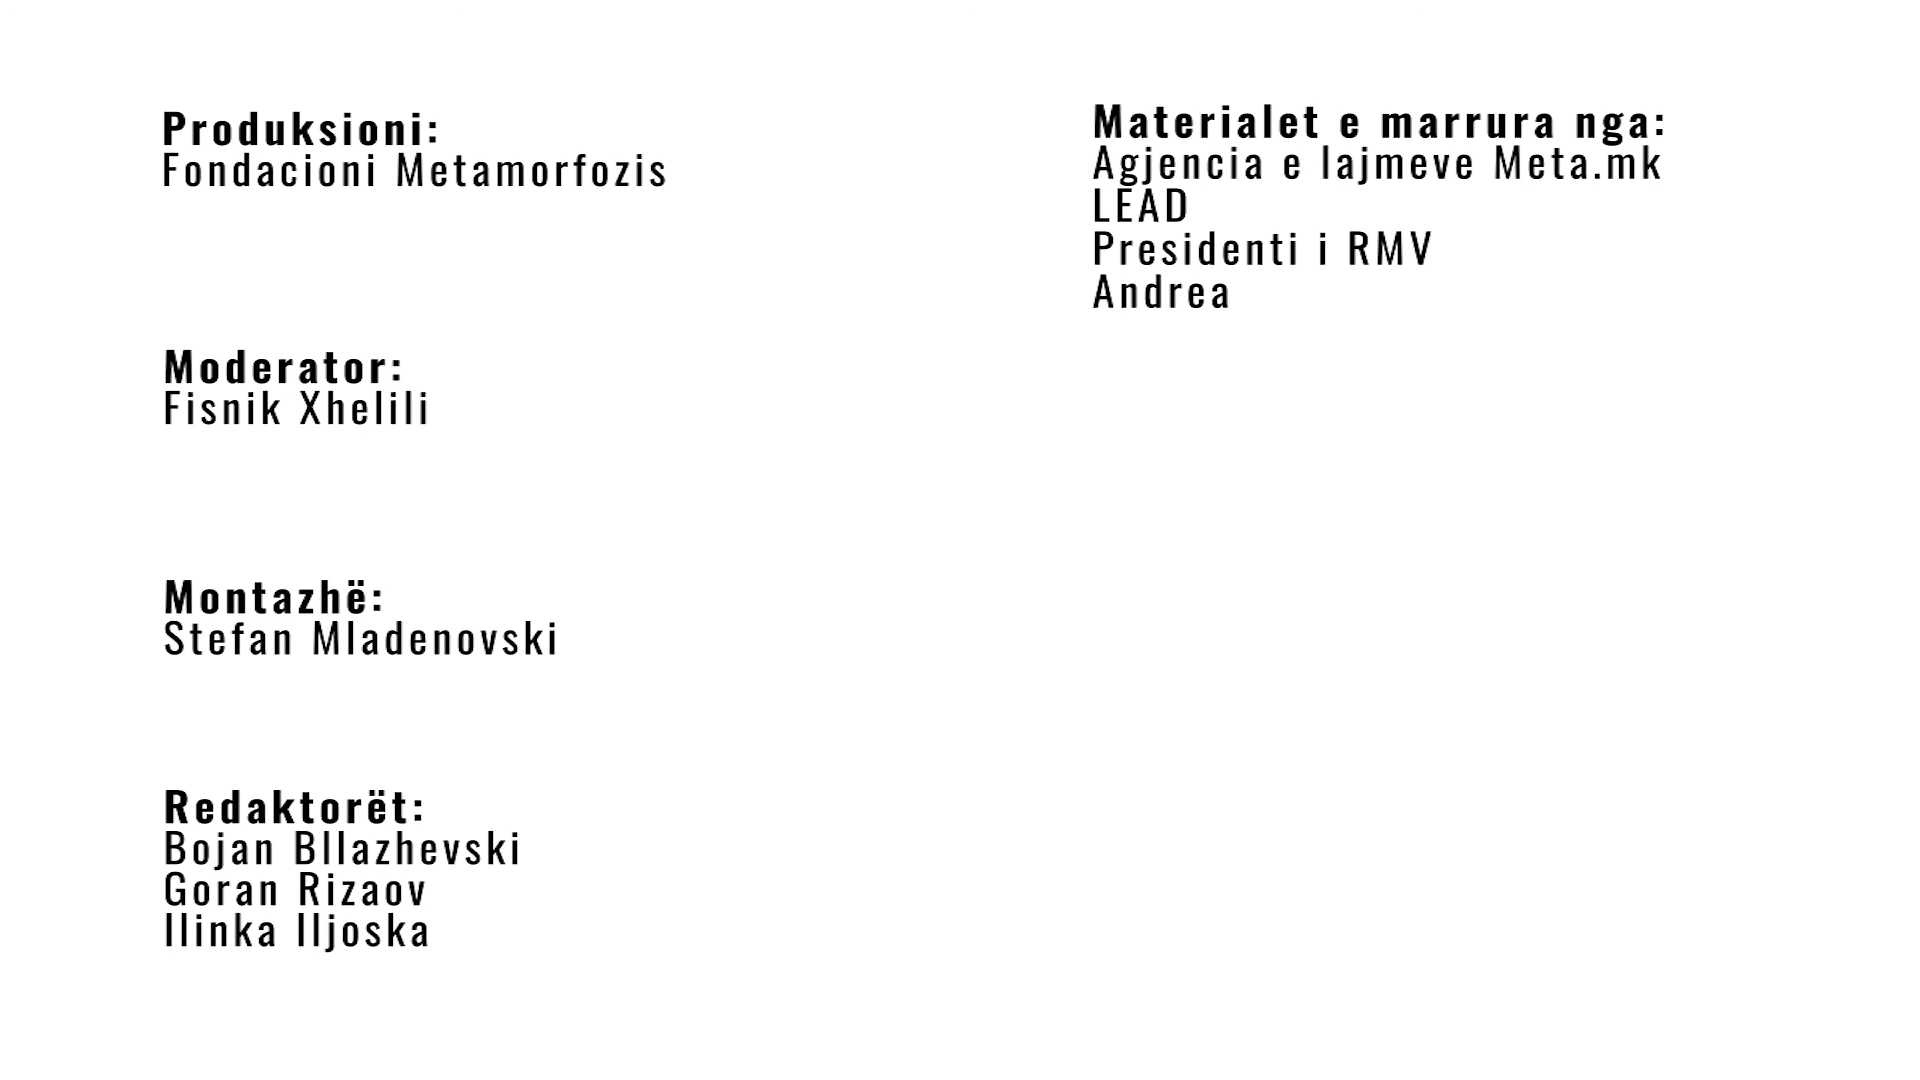 Produksioni:
Fondacioni Metamorfozis
Moderator:
Fisnik Xhelili
Montazhë:
Stefan Mladenovski
Redaktorët:
Bojan Bllazhevski
Goran Rizaov
Ilinka Iljoska
Materialet e marrura nga:
Agjencia e lajmeve Meta.mk
LEAD
Presidenti i RMV
Andrea